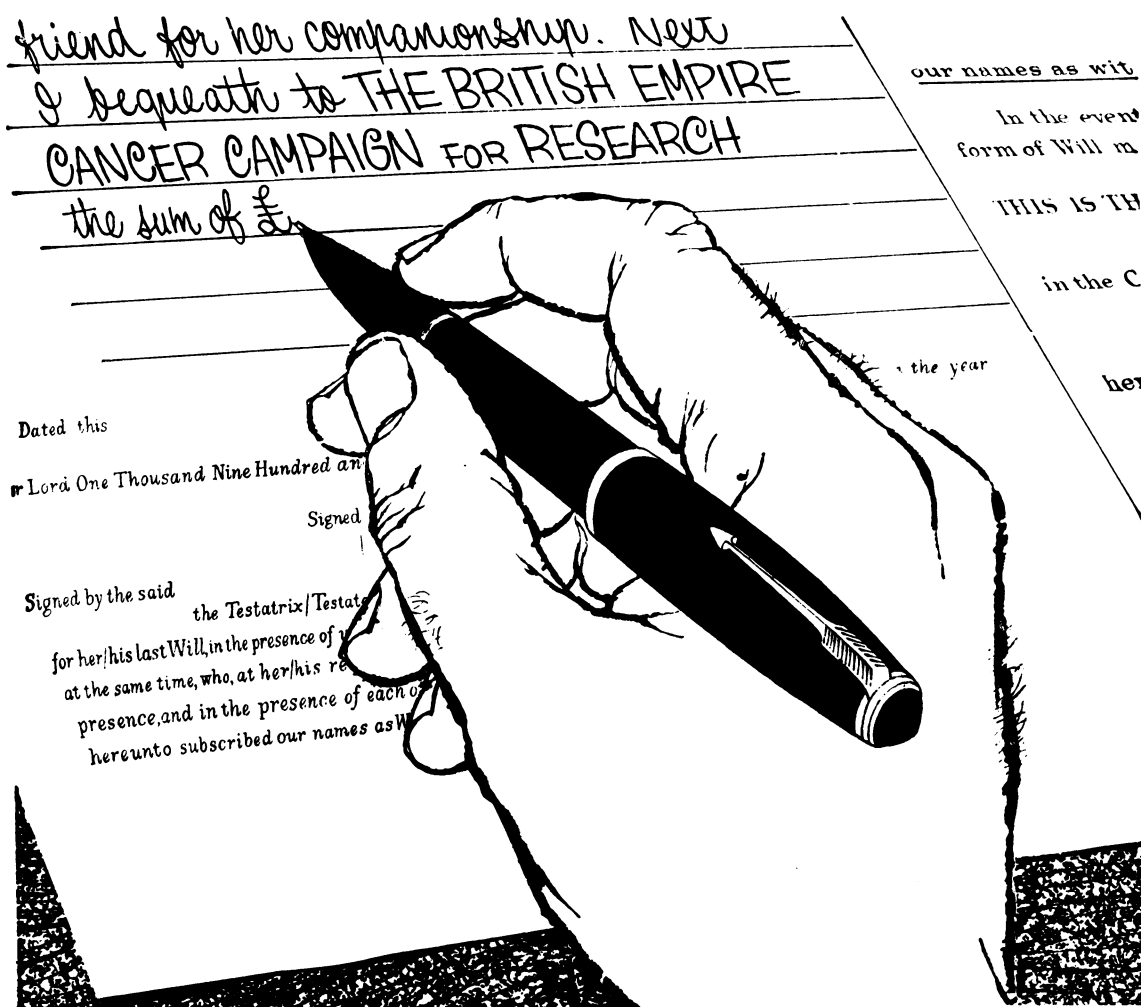 friend for her companionship. Next
I bequeath to THE BRITISH EMPIRE
CANCER CAMPAIGN FOR RESEARCH
the sum of £
the year
Dated this
Lord One Thousand Nine Hundred an
Signed
Signed by the said
the Testatrix/Testat
for her/his last Will, in the presence of
at the same time, who, at her/his re
presence, and in the presence of each o
hereunto subscribed our names as W
our names as wit
In the event
form of Will m
THIS IS TH
in the C
her